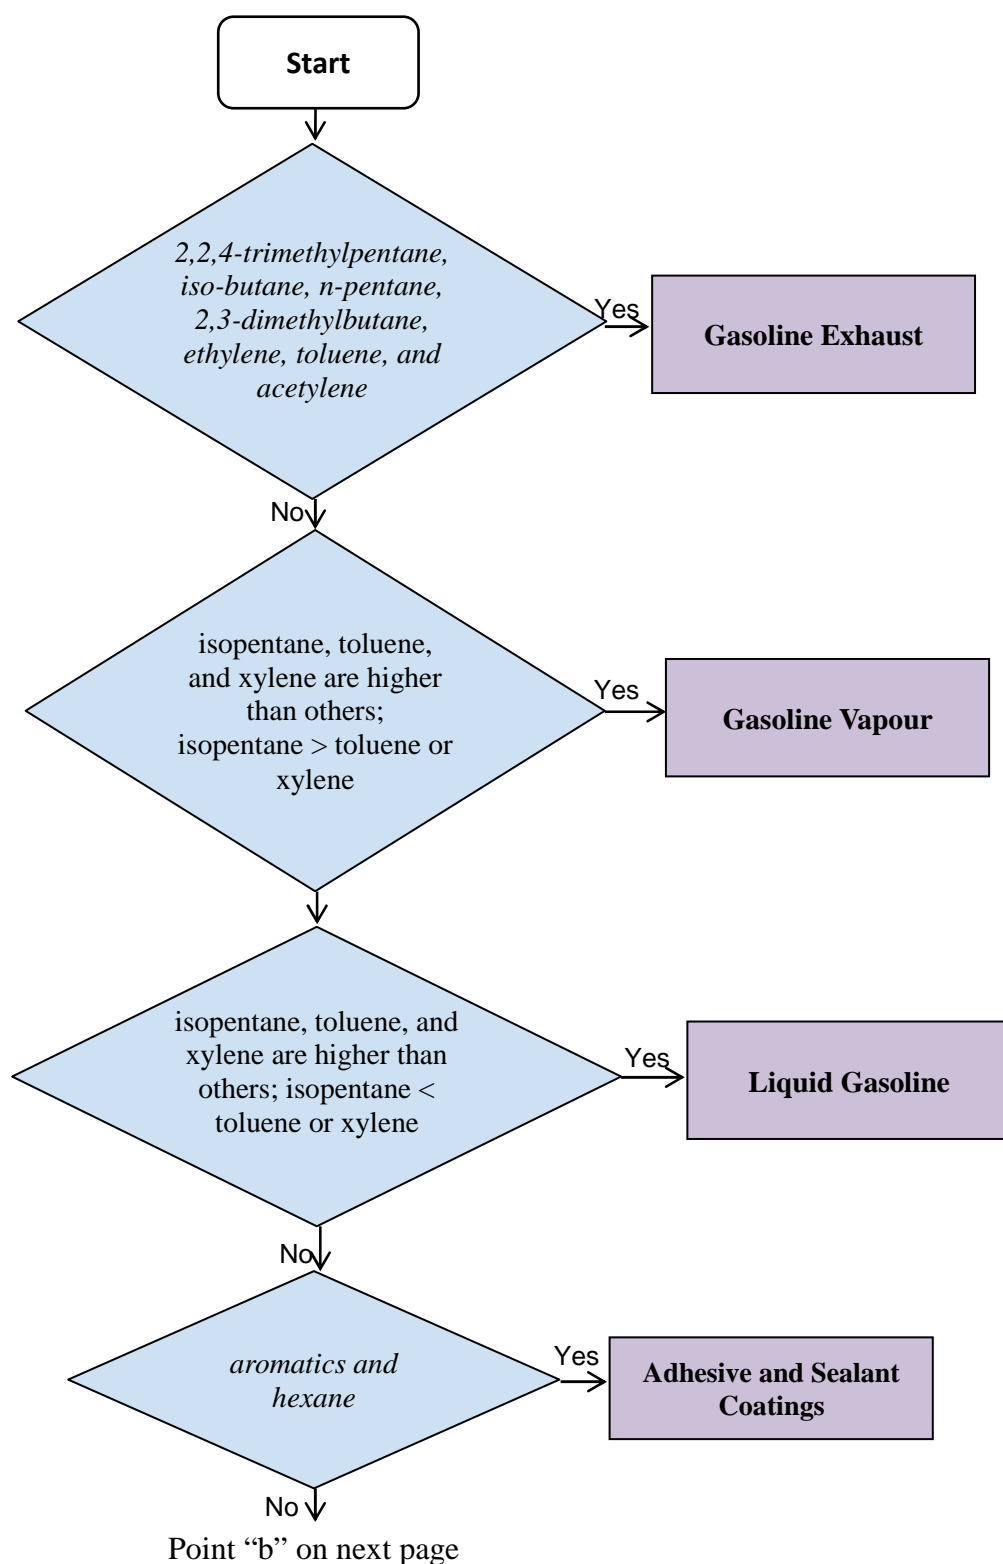 Start
2,2,4-trimethylpentane,
iso-butane, n-pentane,
2,3-dimethylbutane,
ethylene, toluene, and
acetylene
Yes
Gasoline Exhaust
No
isopentane, toluene,
and xylene are higher
than others;
isopentane > toluene or
xylene
Yes
Gasoline Vapour
isopentane, toluene, and
xylene are higher than
others; isopentane <
toluene or xylene
Yes
Liquid Gasoline
No
aromatics and
hexane
Yes
Adhesive and Sealant
Coatings
No
Point “b” on next page